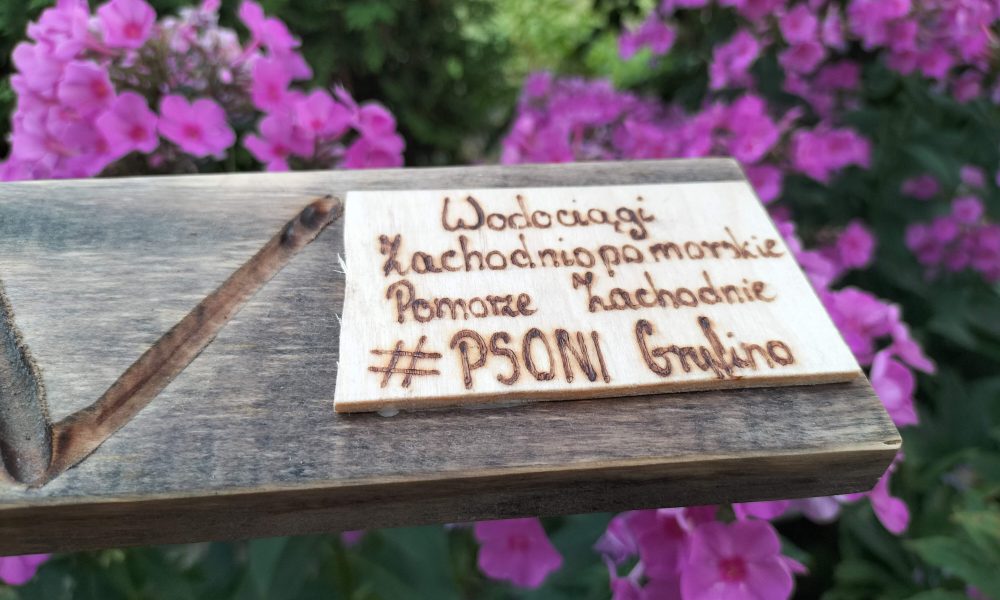 Wodociągi
Zachodniopomorskie
Pomorze Zachodnie
#PSONI Gryfino